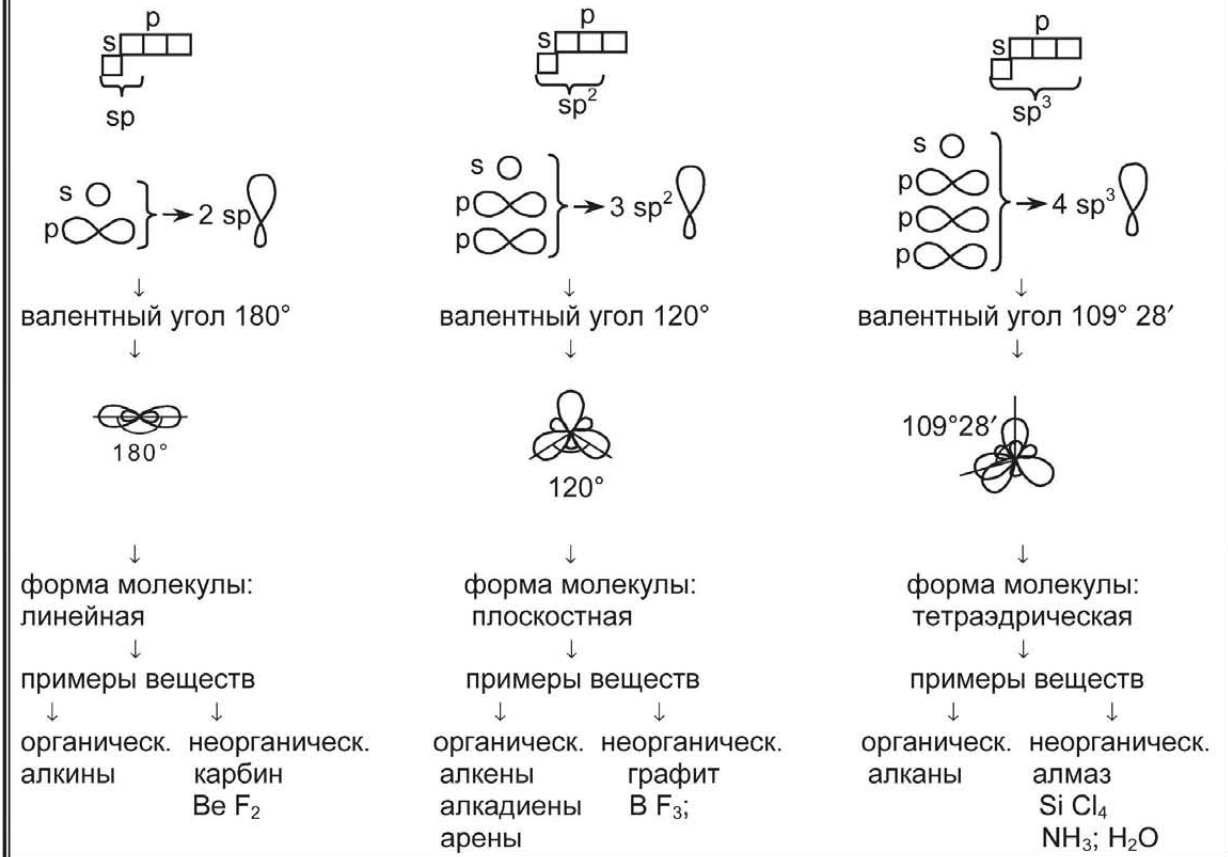 p
s
sp
s
p
2 sp
↓
валентный угол 180°
↓
180°
↓
форма молекулы:
линейная
↓
примеры веществ
↓ ↓
органическ. неорганическ.
алкины карбин
Be F₂
p
s
sp²
s
p
p
3 sp²
↓
валентный угол 120°
↓
120°
↓
форма молекулы:
плоскостная
↓
примеры веществ
↓ ↓
органическ. неорганическ.
алкены графит
алкадиены B F₃;
арены
p
s
sp³
s
p
p
p
4 sp³
↓
валентный угол 109° 28′
↓
109°28′
↓
форма молекулы:
тетраэдрическая
↓
примеры веществ
↓ ↓
органическ. неорганическ.
алканы алмаз
Si Cl₄
NH₃; H₂O